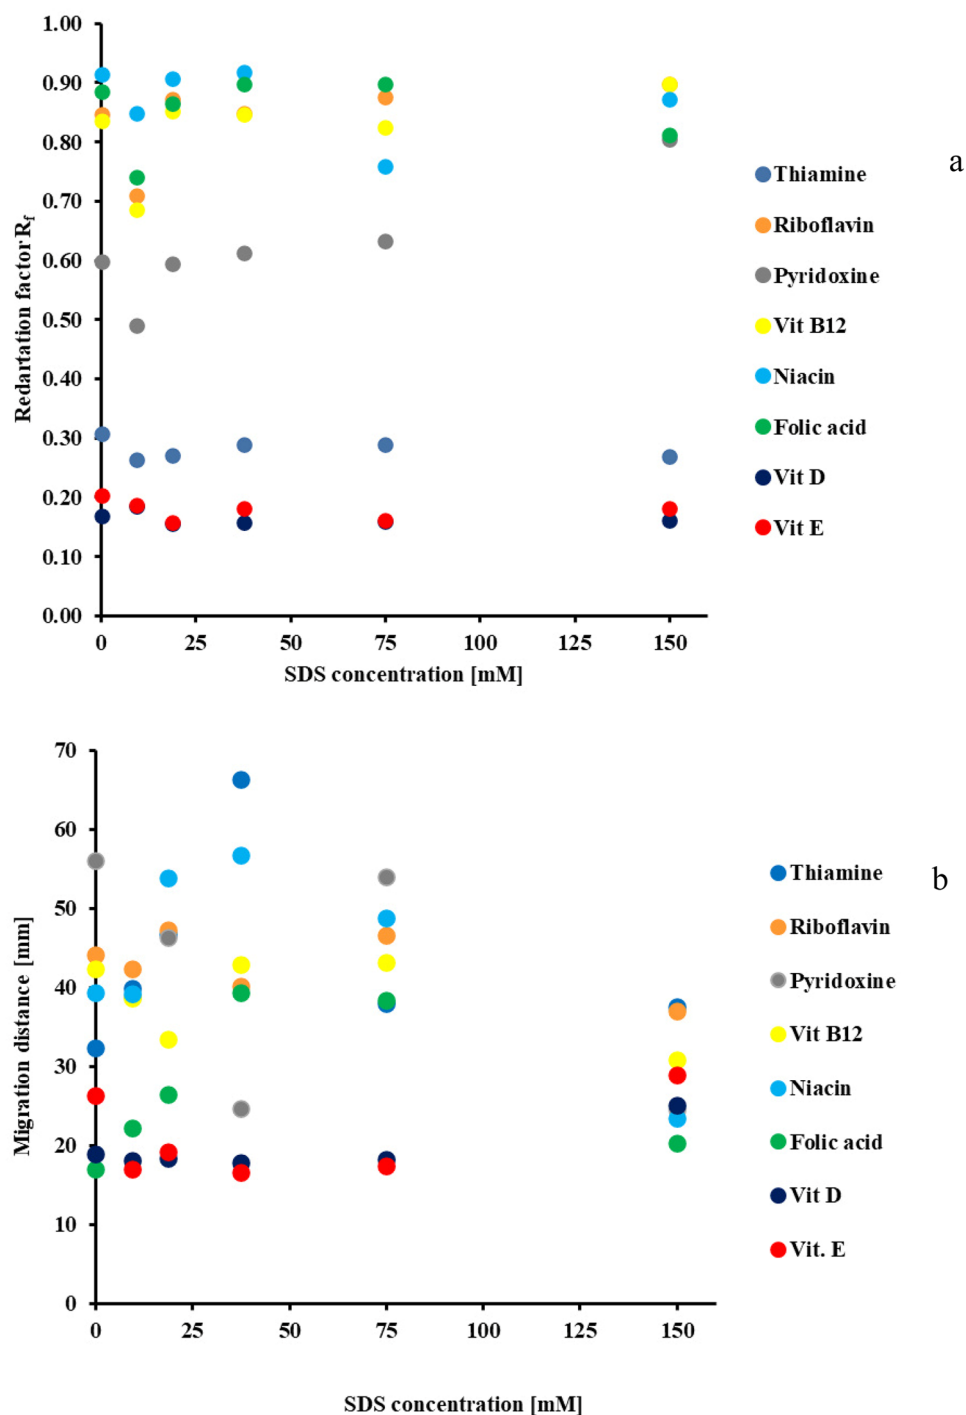 1.00
0.90
0.80
0.70
0.60
0.50
0.40
0.30
0.20
0.10
0.00
Redartation factor Rf
0 25 50 75 100 125 150
SDS concentration [mM]
Thiamine
Riboflavin
Pyridoxine
Vit B12
Niacin
Folic acid
Vit D
Vit E
a
70
60
50
40
30
20
10
0
Migration distance [mm]
0 25 50 75 100 125 150
SDS concentration [mM]
Thiamine
Riboflavin
Pyridoxine
Vit B12
Niacin
Folic acid
Vit D
Vit. E
b